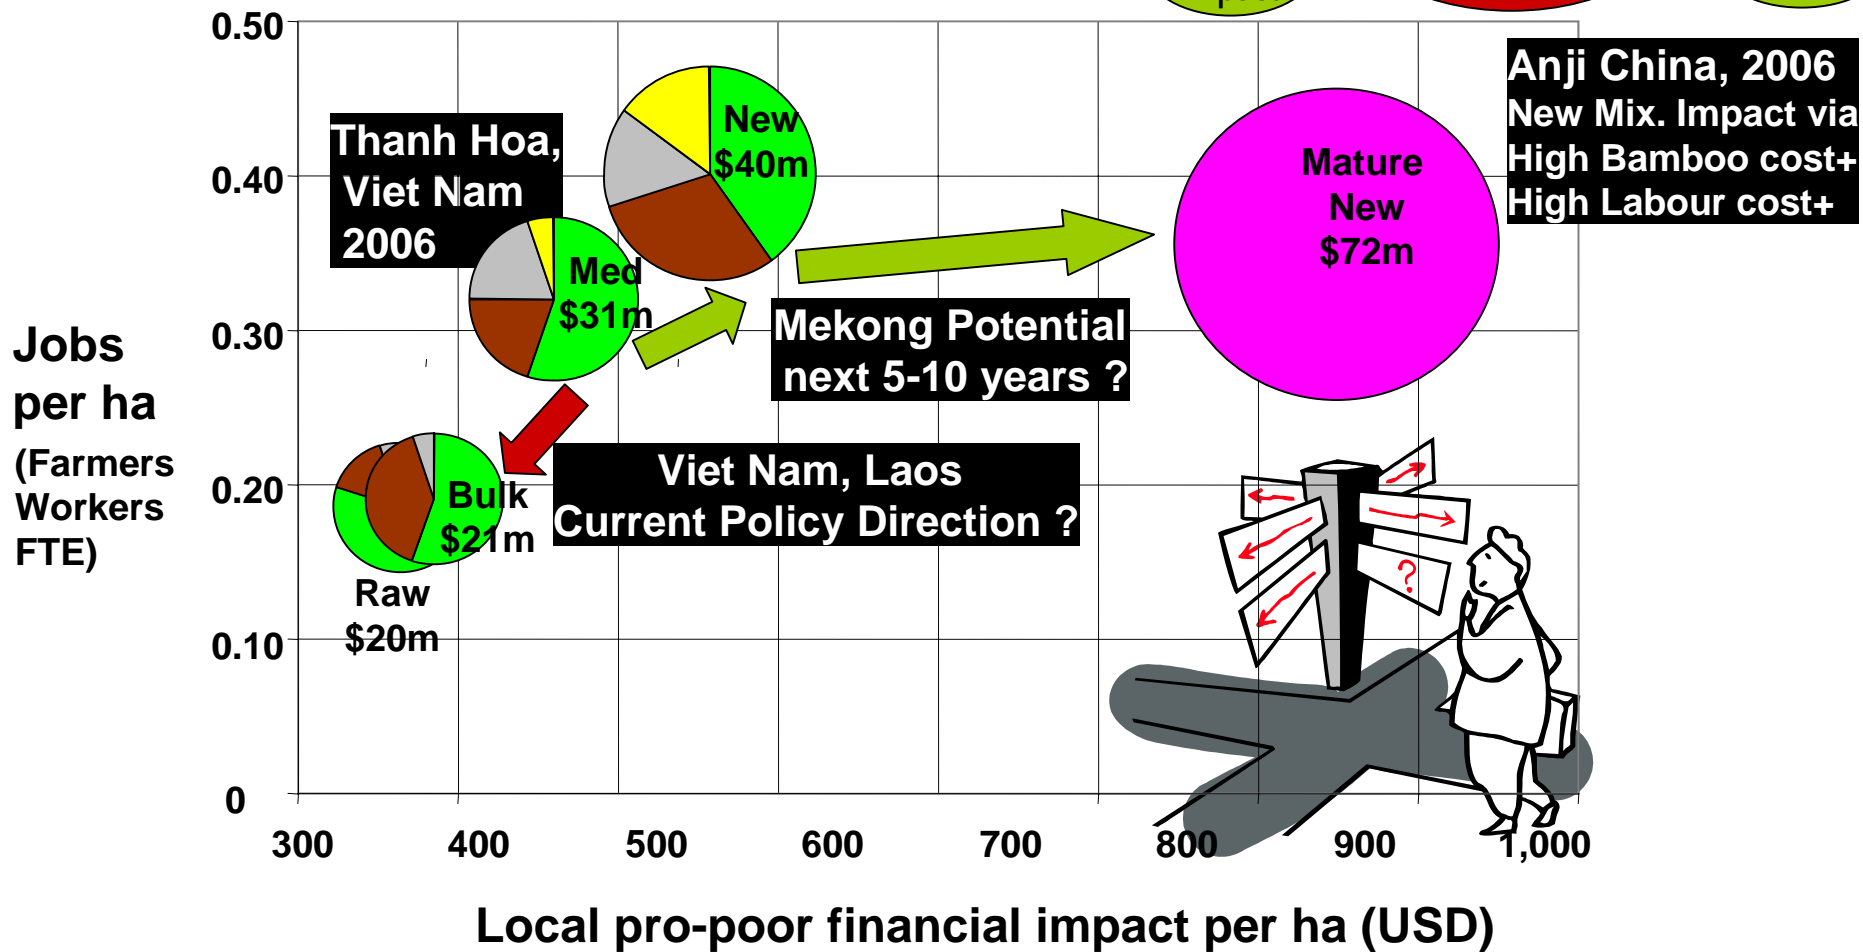 0.50
0.40
0.30
0.20
0.10
0
Jobs
per ha
(Farmers
Workers
FTE)
Thanh Hoa,
Viet Nam
2006
New
$40m
Med
$31m
Bulk
$21m
Raw
$20m
Mature
New
$72m
Anji China, 2006
New Mix. Impact via
High Bamboo cost+
High Labour cost+
Mekong Potential
next 5-10 years ?
Viet Nam, Laos
Current Policy Direction ?
?
300 400 500 600 700 800 900 1,000
Local pro-poor financial impact per ha (USD)